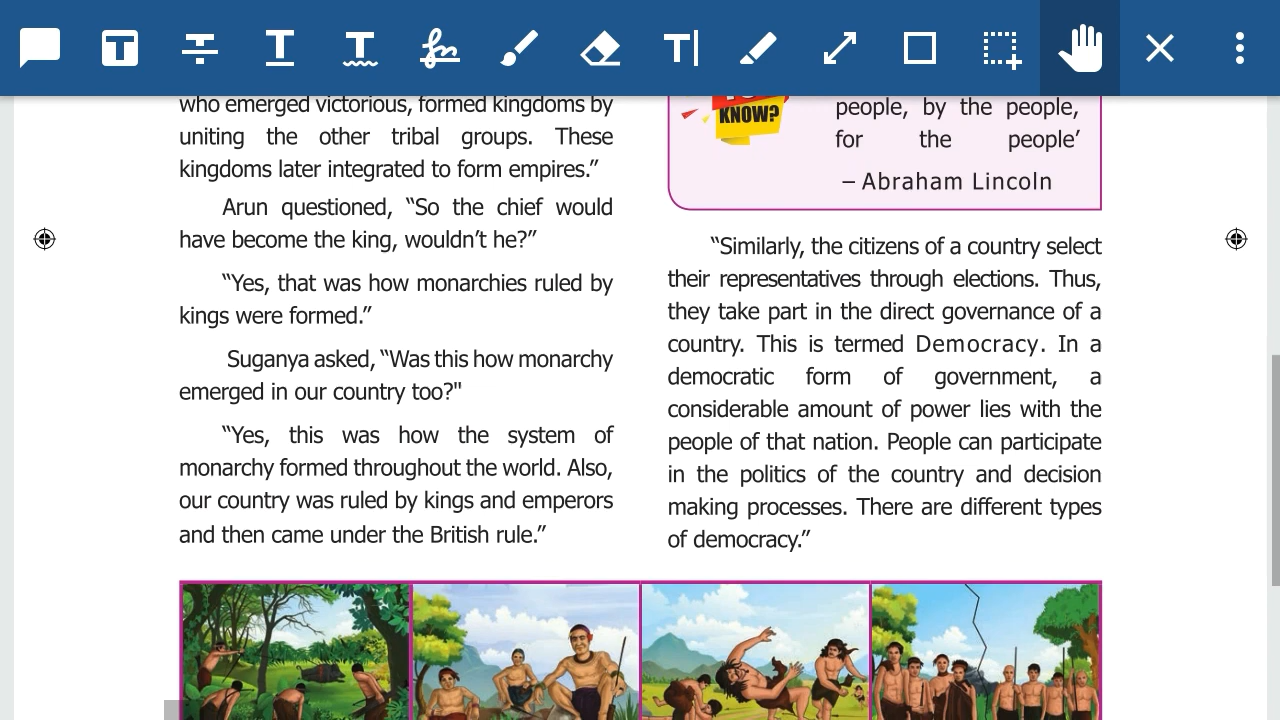 who emerged victorious, formed kingdoms by
uniting the other tribal groups. These
kingdoms later integrated to form empires.”
Arun questioned, “So the chief would
have become the king, wouldn’t he?”
“Yes, that was how monarchies ruled by
kings were formed.”
Suganya asked, “Was this how monarchy
emerged in our country too?"
“Yes, this was how the system of
monarchy formed throughout the world. Also,
our country was ruled by kings and emperors
and then came under the British rule.”
KNOW?
people, by the people,
for the people’
– Abraham Lincoln
“Similarly, the citizens of a country select
their representatives through elections. Thus,
they take part in the direct governance of a
country. This is termed Democracy. In a
democratic form of government, a
considerable amount of power lies with the
people of that nation. People can participate
in the politics of the country and decision
making processes. There are different types
of democracy.”